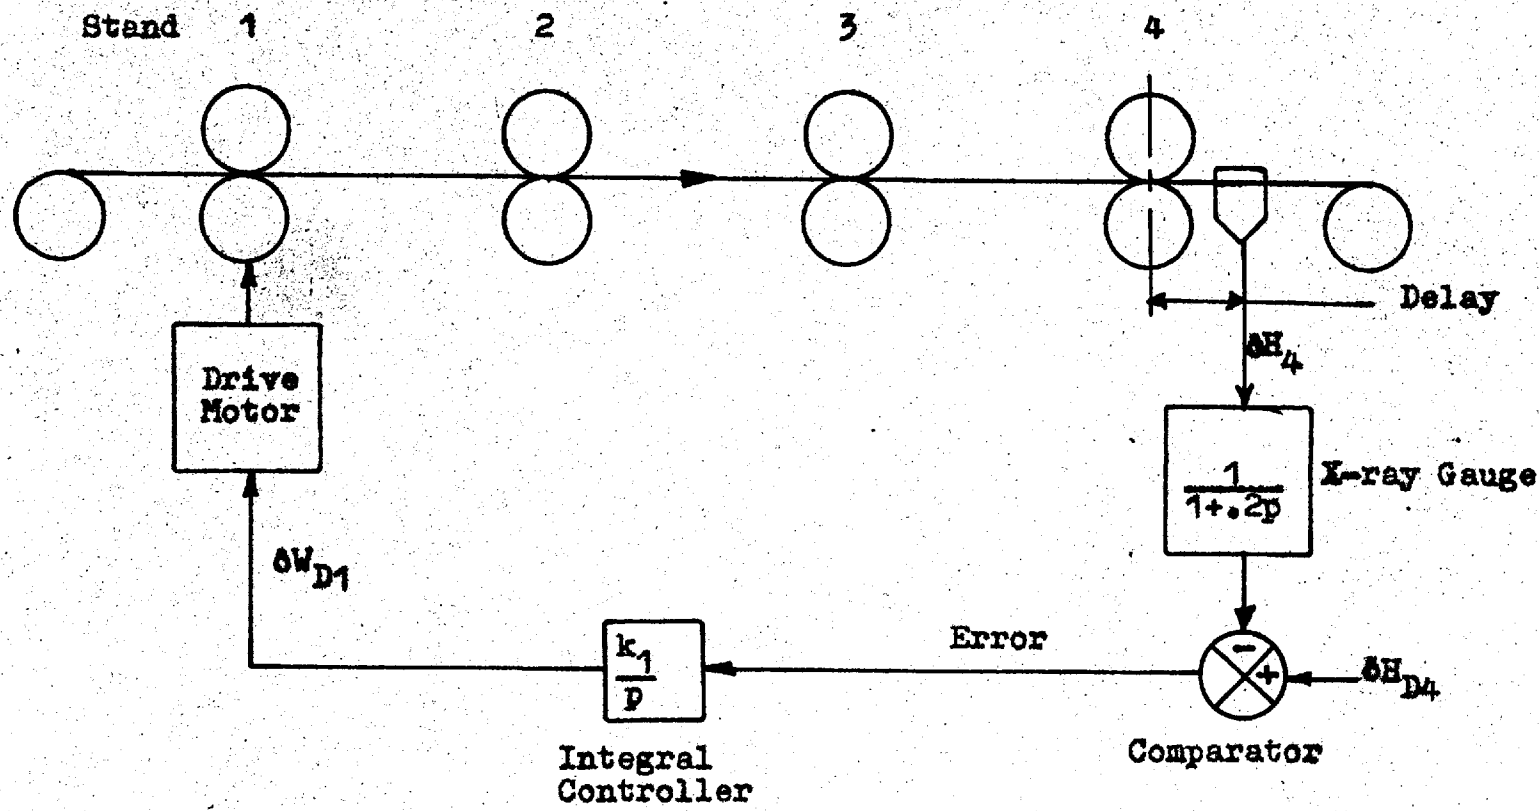 Stand 1 2 3 4
Delay
δH4
Drive
Motor
1
1+.2p
X-ray Gauge
δWD1
k1
p
Error
-
+
δHD4
Integral
Controller
Comparator